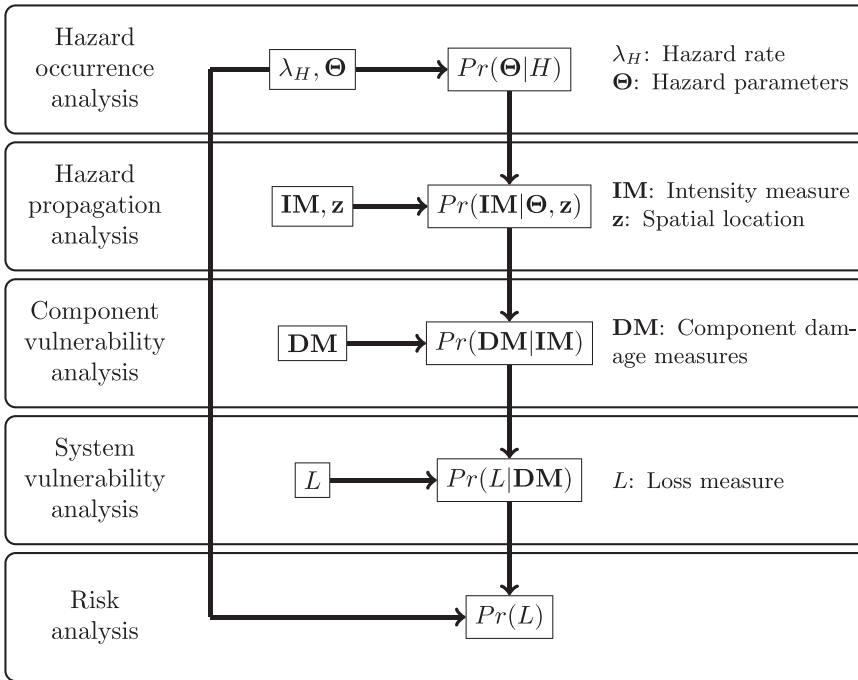 Hazard
occurrence
analysis
λ_H, Θ
Pr(Θ|H)
λ_H: Hazard rate
Θ: Hazard parameters
Hazard
propagation
analysis
IM, z
Pr(IM|Θ, z)
IM: Intensity measure
z: Spatial location
Component
vulnerability
analysis
DM
Pr(DM|IM)
DM: Component dam-
age measures
System
vulnerability
analysis
L
Pr(L|DM)
L: Loss measure
Risk
analysis
Pr(L)